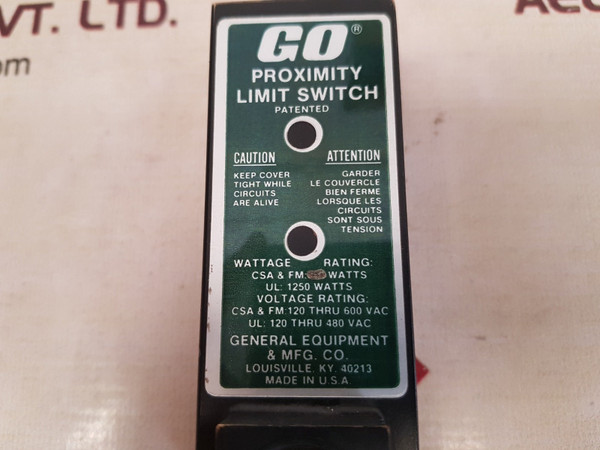 VT. LTD.
om
GO®
PROXIMITY
LIMIT SWITCH
PATENTED
CAUTION
KEEP COVER
TIGHT WHILE
CIRCUITS
ARE ALIVE
ATTENTION
GARDER
LE COUVERCLE
BIEN FERME
LORSQUE LES
CIRCUITS
SONT SOUS
TENSION
WATTAGE RATING:
CSA & FM: WATTS
UL: 1250 WATTS
VOLTAGE RATING:
CSA & FM:120 THRU 600 VAC
UL: 120 THRU 480 VAC
GENERAL EQUIPMENT
& MFG. CO.
LOUISVILLE, KY. 40213
MADE IN U.S.A.